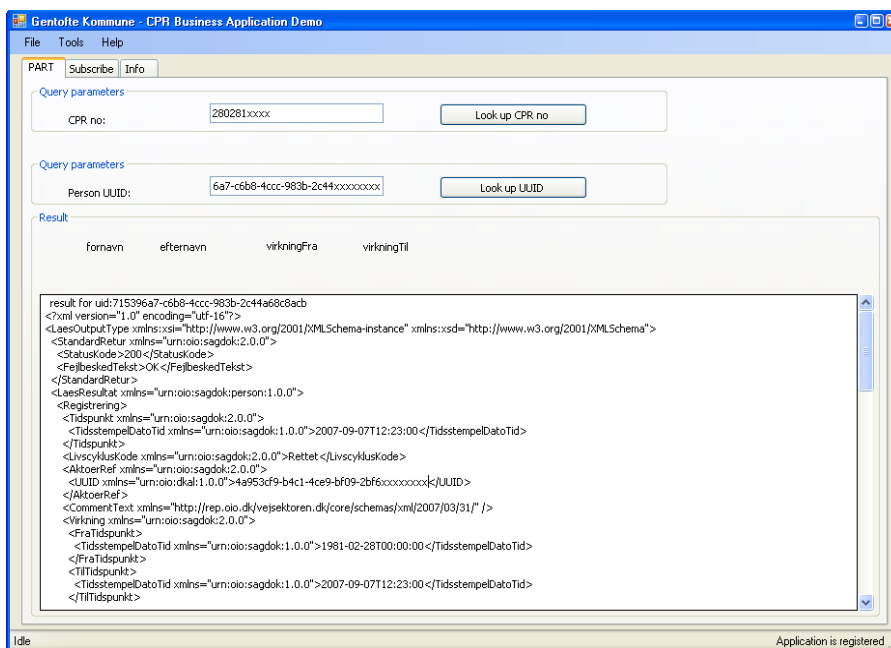 Gentofte Kommune - CPR Business Application Demo
File Tools Help
PART Subscribe Info
Query parameters
CPR no: 280281xxxx Look up CPR no
Query parameters
Person UUID: 6a7-c6b8-4ccc-983b-2c44xxxxxxxx Look up UUID
Result
fornavn efternavn virkningFra virkningTil
result for uid:715396a7-c6b8-4ccc-983b-2c44a68c8acb
<?xml version="1.0" encoding="utf-16"?>
<LaesOutputType xmlns:xsi="http://www.w3.org/2001/XMLSchema-instance" xmlns:xsd="http://www.w3.org/2001/XMLSchema">
<StandardRetur xmlns="urn:oio:sagdok:2.0.0">
<StatusKode>200</StatusKode>
<FejlbeskedTekst>OK</FejlbeskedTekst>
</StandardRetur>
<LaesResultat xmlns="urn:oio:sagdok:person:1.0.0">
<Registrering>
<Tidspunkt xmlns="urn:oio:sagdok:2.0.0">
<TidsstempelDatoTid xmlns="urn:oio:sagdok:1.0.0">2007-09-07T12:23:00</TidsstempelDatoTid>
</Tidspunkt>
<LivscyklusKode xmlns="urn:oio:sagdok:2.0.0">Rettet</LivscyklusKode>
<AktoerRef xmlns="urn:oio:sagdok:2.0.0">
<UUID xmlns="urn:oio:dkal:1.0.0">4a953cf9-b4c1-4ce9-bf09-2bf6xxxxxxxx</UUID>
</AktoerRef>
<CommentText xmlns="http://rep.oio.dk/vejsektoren.dk/core/schemas/xml/2007/03/31/" />
<Virkning xmlns="urn:oio:sagdok:2.0.0">
<FraTidspunkt>
<TidsstempelDatoTid xmlns="urn:oio:sagdok:1.0.0">1981-02-28T00:00:00</TidsstempelDatoTid>
</FraTidspunkt>
<TilTidspunkt>
<TidsstempelDatoTid xmlns="urn:oio:sagdok:1.0.0">2007-09-07T12:23:00</TidsstempelDatoTid>
</TilTidspunkt>
Idle Application is registered